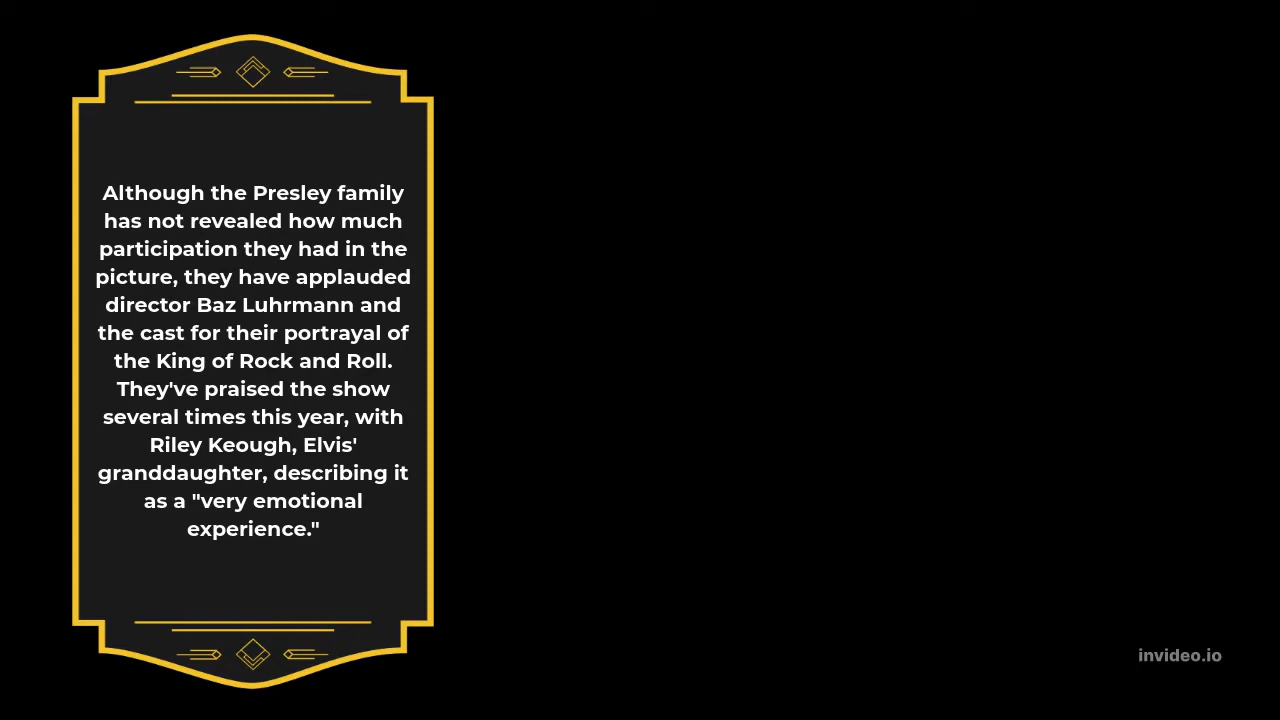 Although the Presley family
has not revealed how much
participation they had in the
picture, they have applauded
director Baz Luhrmann and
the cast for their portrayal of
the King of Rock and Roll.
They've praised the show
several times this year, with
Riley Keough, Elvis'
granddaughter, describing it
as a "very emotional
experience."
invideo.io